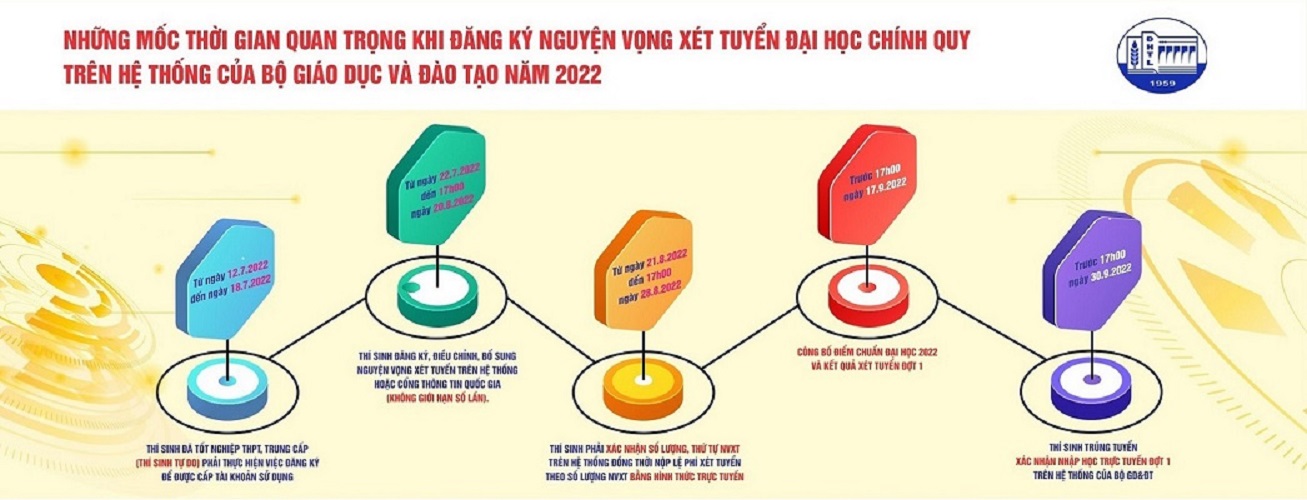 NHỮNG MỐC THỜI GIAN QUAN TRỌNG KHI ĐĂNG KÝ NGUYỆN VỌNG XÉT TUYỂN ĐẠI HỌC CHÍNH QUY
TRÊN HỆ THỐNG CỦA BỘ GIÁO DỤC VÀ ĐÀO TẠO NĂM 2022
ĐHTL
1959
Từ ngày 12.7.2022
đến ngày 18.7.2022
THÍ SINH ĐÃ TỐT NGHIỆP THPT, TRUNG CẤP
(THÍ SINH TỰ DO) PHẢI THỰC HIỆN VIỆC ĐĂNG KÝ
ĐỂ ĐƯỢC CẤP TÀI KHOẢN SỬ DỤNG
Từ ngày 22.7.2022
đến 17h00
ngày 20.8.2022
THÍ SINH ĐĂNG KÝ, ĐIỀU CHỈNH, BỔ SUNG
NGUYỆN VỌNG XÉT TUYỂN TRÊN HỆ THỐNG
HOẶC CỔNG THÔNG TIN QUỐC GIA
(KHÔNG GIỚI HẠN SỐ LẦN).
Từ ngày 21.8.2022
đến 17h00
ngày 28.8.2022
THÍ SINH PHẢI XÁC NHẬN SỐ LƯỢNG, THỨ TỰ NVXT
TRÊN HỆ THỐNG ĐỒNG THỜI NỘP LỆ PHÍ XÉT TUYỂN
THEO SỐ LƯỢNG NVXT BẰNG HÌNH THỨC TRỰC TUYẾN
Trước 17h00
ngày 17.9.2022
CÔNG BỐ ĐIỂM CHUẨN ĐẠI HỌC 2022
VÀ KẾT QUẢ XÉT TUYỂN ĐỢT 1
Trước 17h00
ngày 30.9.2022
THÍ SINH TRÚNG TUYỂN
XÁC NHẬN NHẬP HỌC TRỰC TUYẾN ĐỢT 1
TRÊN HỆ THỐNG CỦA BỘ GD&ĐT